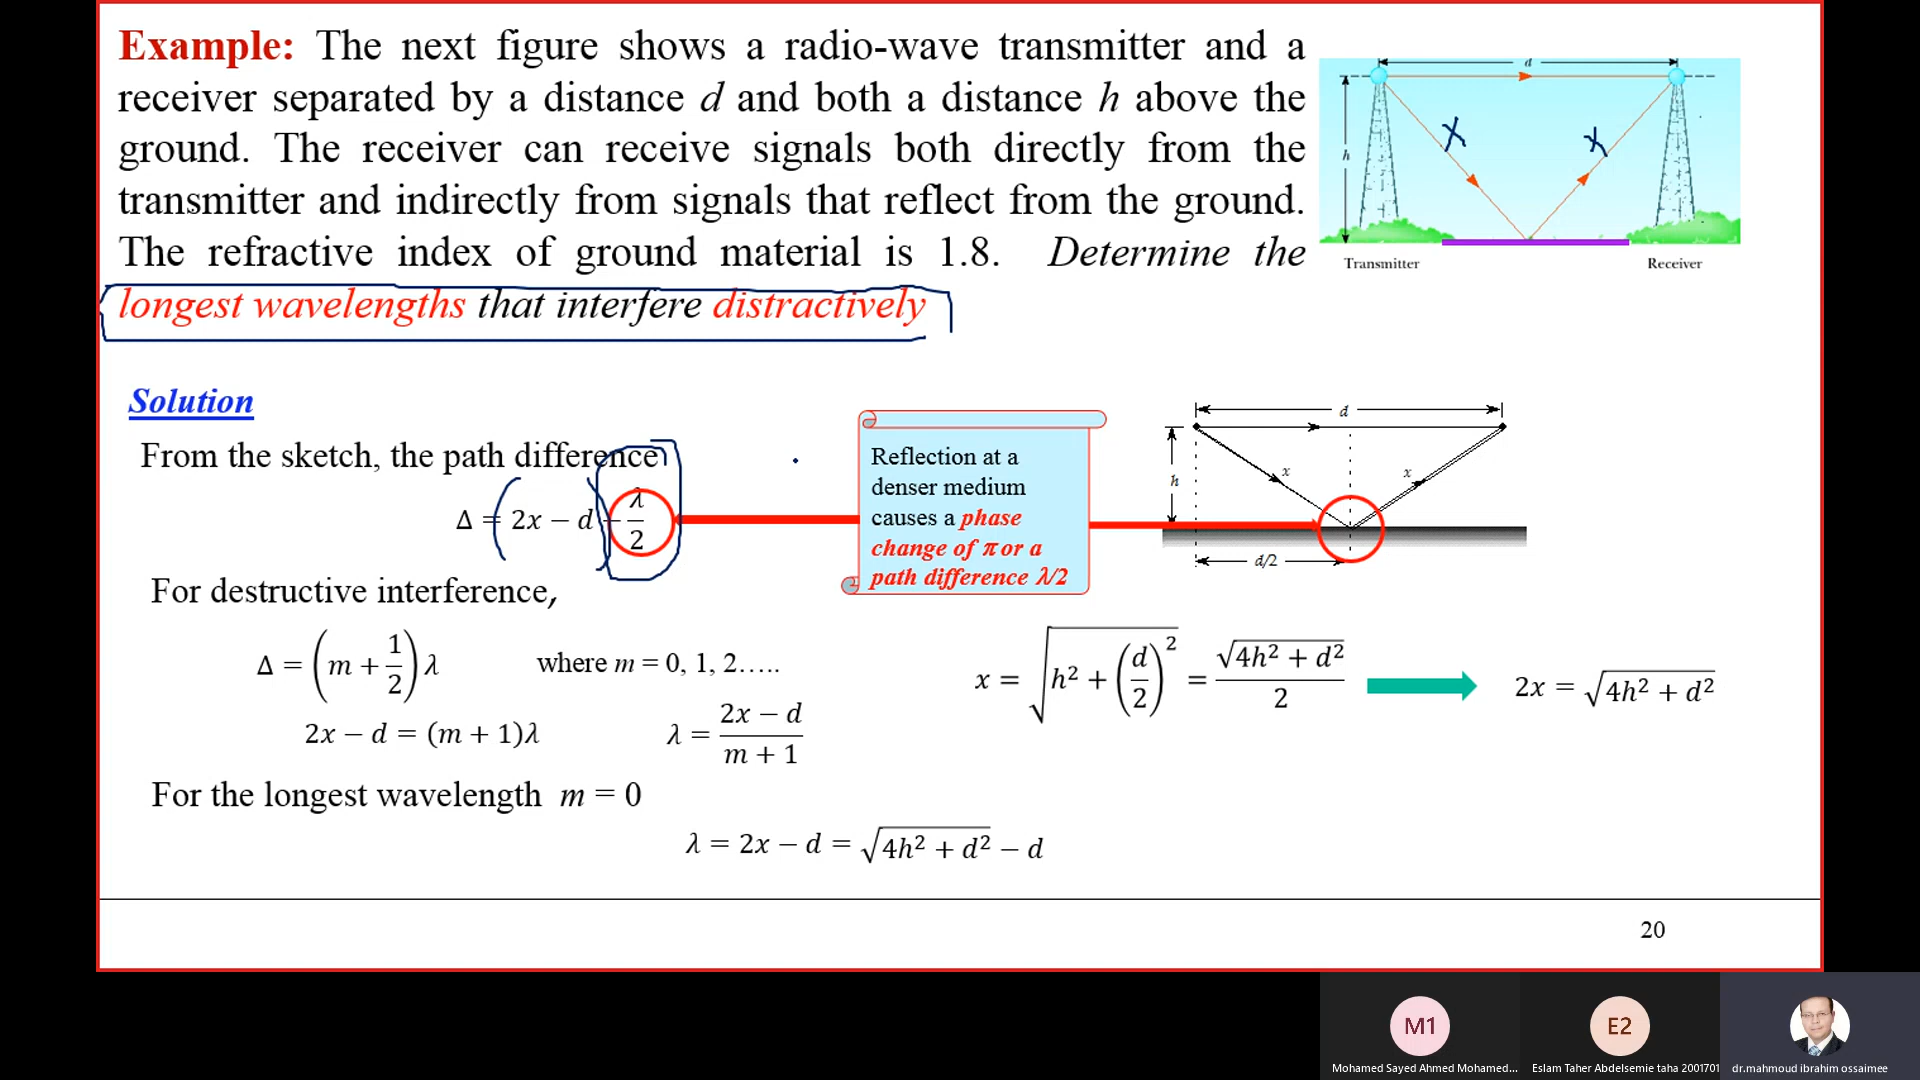 Example: The next figure shows a radio-wave transmitter and a
receiver separated by a distance d and both a distance h above the
ground. The receiver can receive signals both directly from the
transmitter and indirectly from signals that reflect from the ground.
The refractive index of ground material is 1.8. Determine the
longest wavelengths that interfere distractively
d
h
X X
Transmitter Receiver
Solution
From the sketch, the path difference
Δ = 2x − d − λ/2
Reflection at a
denser medium
causes a phase
change of π or a
path difference λ/2
d
h
x x
d/2
For destructive interference,
Δ = (m + 1/2) λ where m = 0, 1, 2.....
2x − d = (m + 1)λ λ = (2x − d)/(m + 1)
x = √(h² + (d/2)²) = √(4h² + d²)/2 2x = √(4h² + d²)
For the longest wavelength m = 0
λ = 2x − d = √(4h² + d²) − d
20
M1 E2
Mohamed Sayed Ahmed Mohamed... Eslam Taher Abdelsemie taha 2001701 dr.mahmoud ibrahim ossaimee